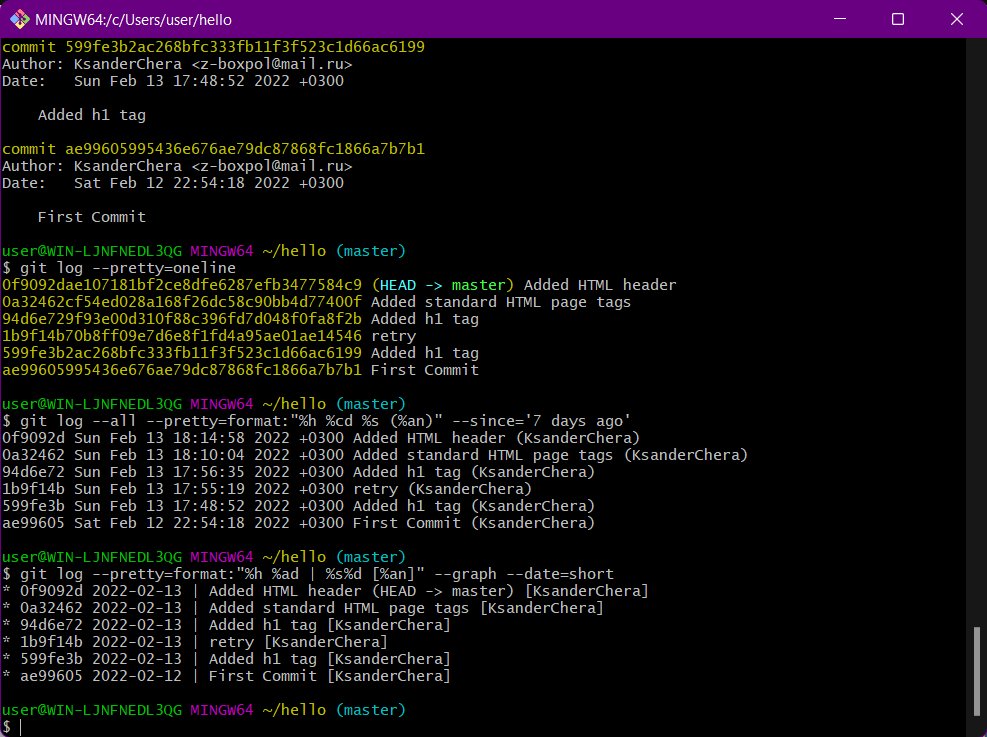 MINGW64:/c/Users/user/hello
commit 599fe3b2ac268bfc333fb11f3f523c1d66ac6199
Author: KsanderChera <z-boxpol@mail.ru>
Date:   Sun Feb 13 17:48:52 2022 +0300
    Added h1 tag
commit ae99605995436e676ae79dc87868fc1866a7b7b1
Author: KsanderChera <z-boxpol@mail.ru>
Date:   Sat Feb 12 22:54:18 2022 +0300
    First Commit
user@WIN-LJNFNEDL3QG MINGW64 ~/hello (master)
$ git log --pretty=oneline
0f9092dae107181bf2ce8dfe6287efb3477584c9 (HEAD -> master) Added HTML header
0a32462cf54ed028a168f26dc58c90bb4d77400f Added standard HTML page tags
94d6e729f93e00d310f88c396fd7d048f0fa8f2b Added h1 tag
1b9f14b70b8ff09e7d6e8f1fd4a95ae01ae14546 retry
599fe3b2ac268bfc333fb11f3f523c1d66ac6199 Added h1 tag
ae99605995436e676ae79dc87868fc1866a7b7b1 First Commit
user@WIN-LJNFNEDL3QG MINGW64 ~/hello (master)
$ git log --all --pretty=format:"%h %cd %s (%an)" --since='7 days ago'
0f9092d Sun Feb 13 18:14:58 2022 +0300 Added HTML header (KsanderChera)
0a32462 Sun Feb 13 18:10:04 2022 +0300 Added standard HTML page tags (KsanderChera)
94d6e72 Sun Feb 13 17:56:35 2022 +0300 Added h1 tag (KsanderChera)
1b9f14b Sun Feb 13 17:55:19 2022 +0300 retry (KsanderChera)
599fe3b Sun Feb 13 17:48:52 2022 +0300 Added h1 tag (KsanderChera)
ae99605 Sat Feb 12 22:54:18 2022 +0300 First Commit (KsanderChera)
user@WIN-LJNFNEDL3QG MINGW64 ~/hello (master)
$ git log --pretty=format:"%h %ad | %s%d [%an]" --graph --date=short
* 0f9092d 2022-02-13 | Added HTML header (HEAD -> master) [KsanderChera]
* 0a32462 2022-02-13 | Added standard HTML page tags [KsanderChera]
* 94d6e72 2022-02-13 | Added h1 tag [KsanderChera]
* 1b9f14b 2022-02-13 | retry [KsanderChera]
* 599fe3b 2022-02-13 | Added h1 tag [KsanderChera]
* ae99605 2022-02-12 | First Commit [KsanderChera]
user@WIN-LJNFNEDL3QG MINGW64 ~/hello (master)
$